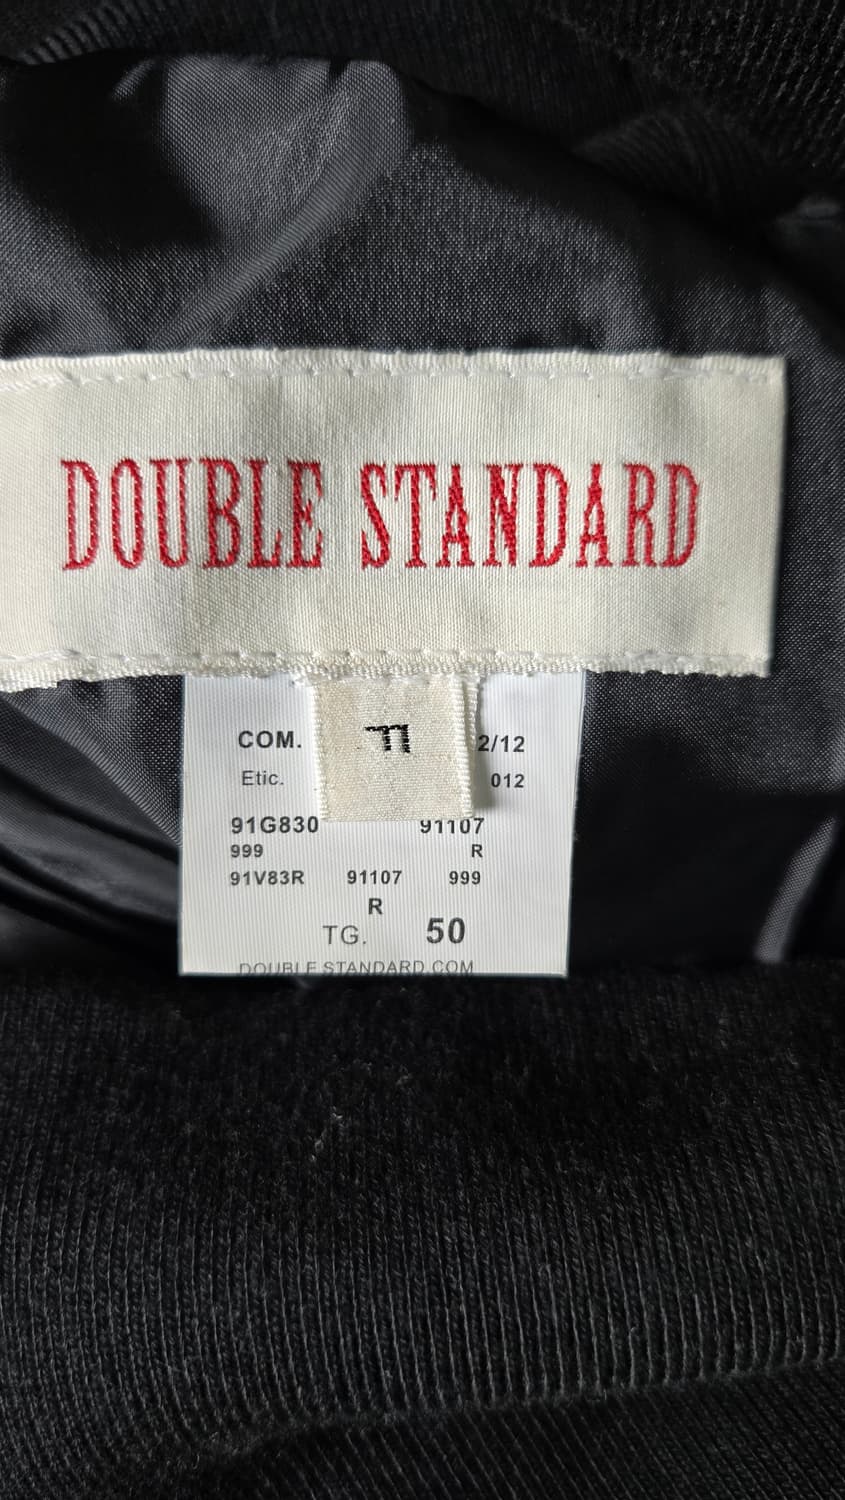 DOUBLE STANDARD
COM. 2/12
Etic. 012
91G830 91107
999 R
91V83R 91107 999
R
TG. 50
DOUBLE STANDARD.COM